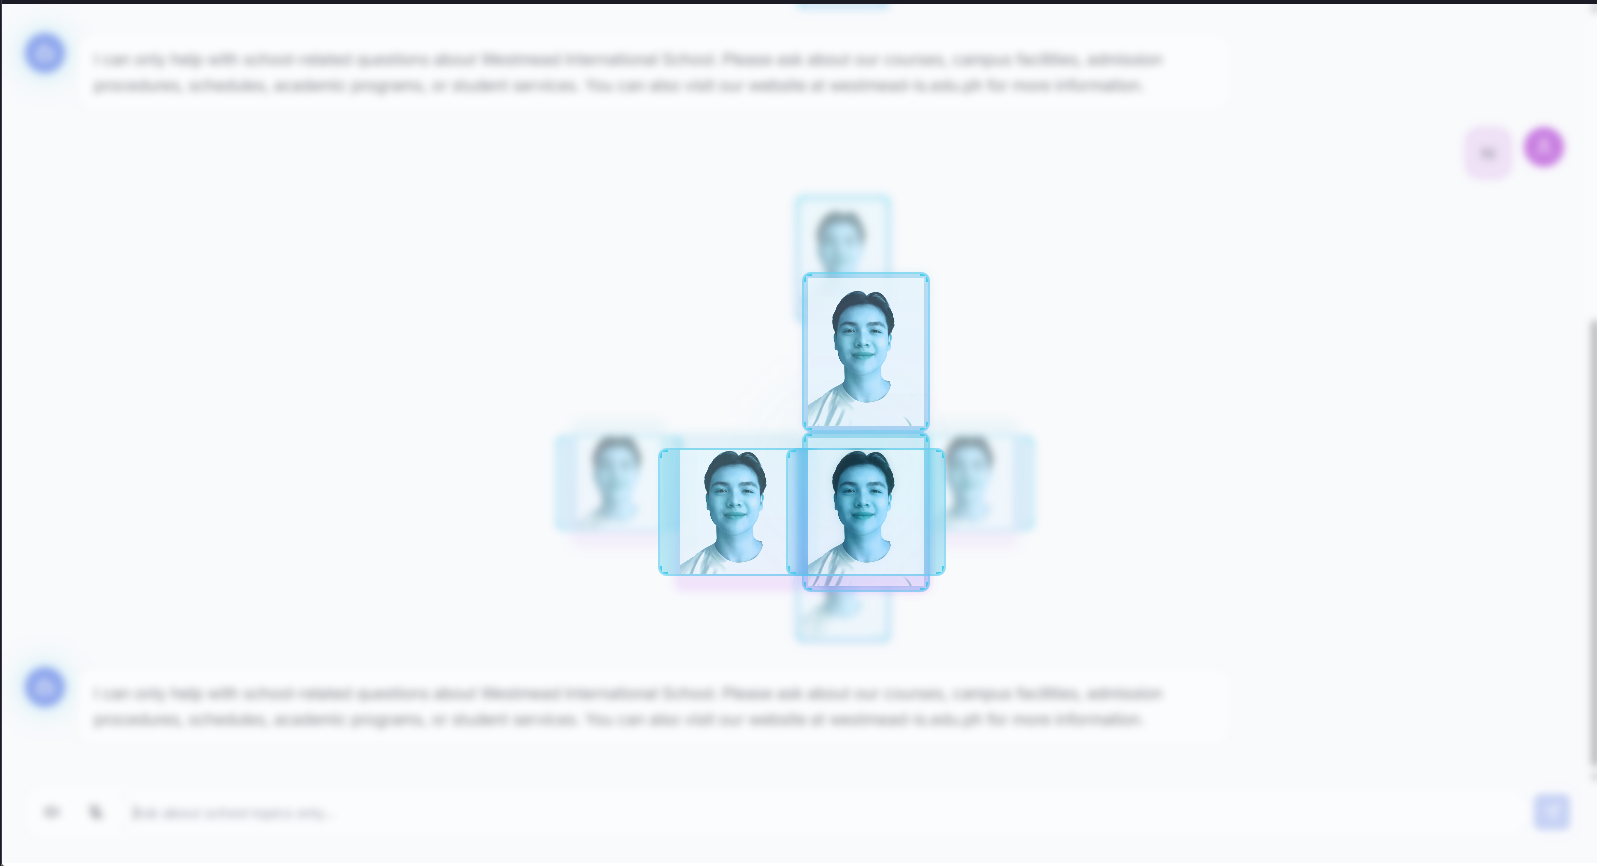 I can only help with school-related questions about Westmead International School. Please ask about our courses, campus facilities, admission
procedures, schedules, academic programs, or student services. You can also visit our website at westmead-is.edu.ph for more information.
I can only help with school-related questions about Westmead International School. Please ask about our courses, campus facilities, admission
procedures, schedules, academic programs, or student services. You can also visit our website at westmead-is.edu.ph for more information.
Ask about school topics only...